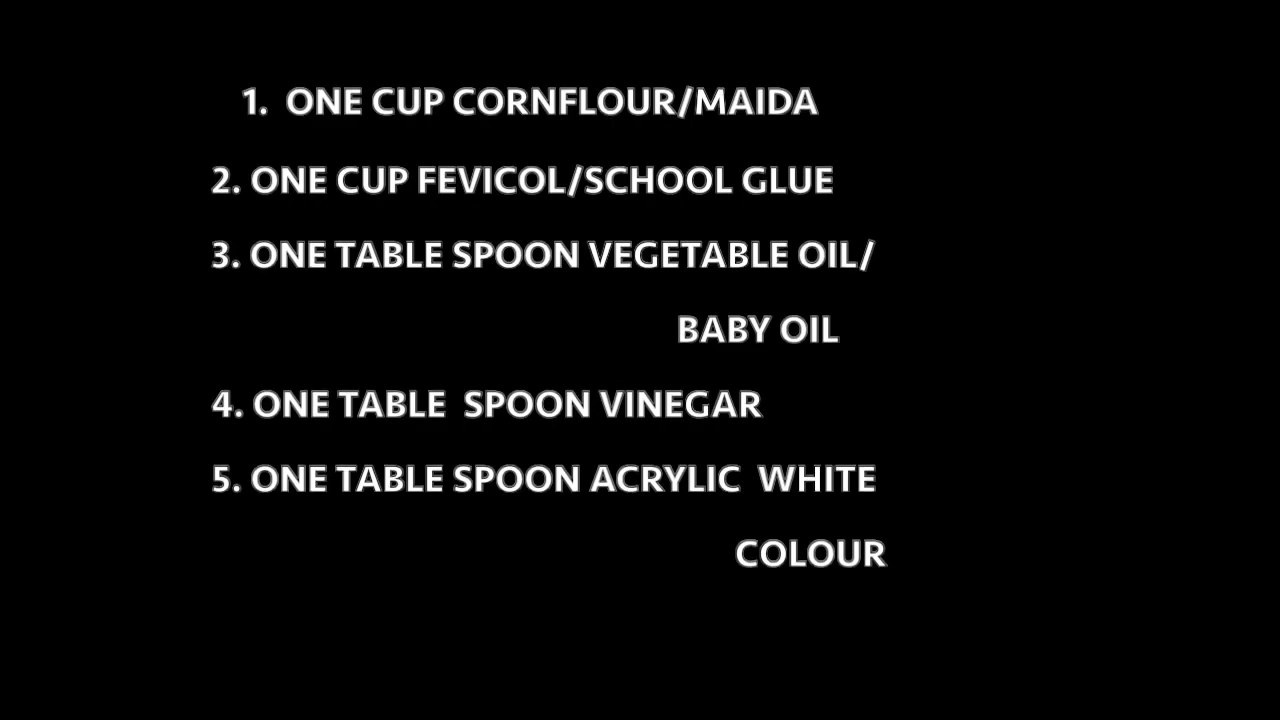 1. ONE CUP CORNFLOUR/MAIDA
2. ONE CUP FEVICOL/SCHOOL GLUE
3. ONE TABLE SPOON VEGETABLE OIL/
BABY OIL
4. ONE TABLE SPOON VINEGAR
5. ONE TABLE SPOON ACRYLIC WHITE
COLOUR